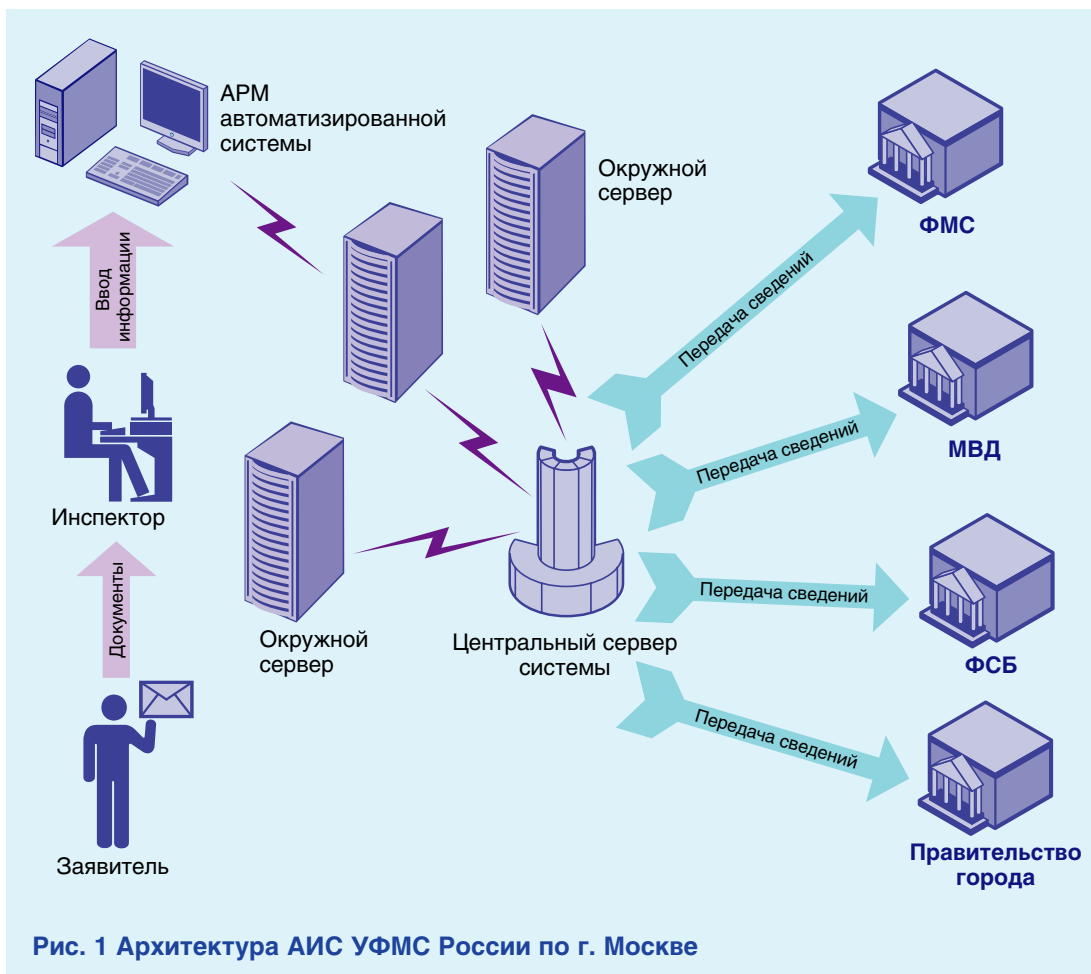 АРМ
автоматизированной
системы
Окружной
сервер
ФМС
Ввод
информации
Передача сведений
МВД
Передача сведений
Инспектор
Документы
Окружной
сервер
Центральный сервер
системы
Передача сведений
ФСБ
Передача сведений
Заявитель
Правительство
города
Рис. 1 Архитектура АИС УФМС России по г. Москве